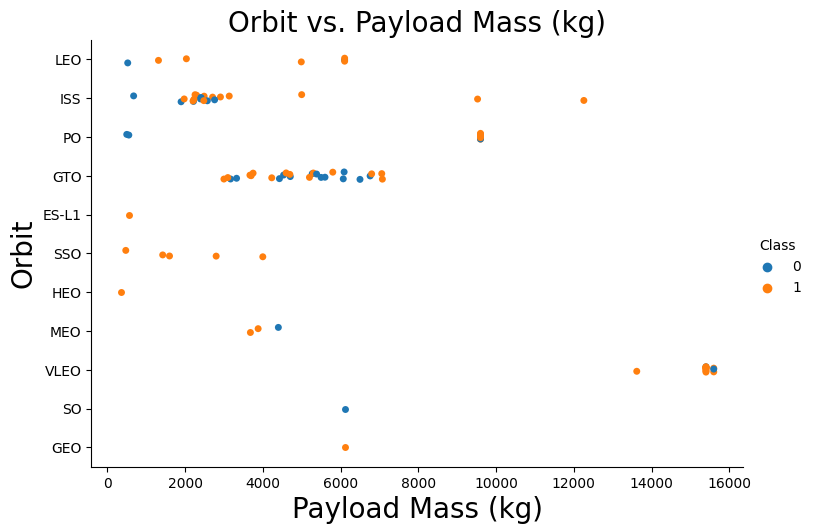 Orbit vs. Payload Mass (kg)
LEO
ISS
PO
GTO
ES-L1
SSO
HEO
MEO
VLEO
SO
GEO
Orbit
0 2000 4000 6000 8000 10000 12000 14000 16000
Payload Mass (kg)
Class
0
1